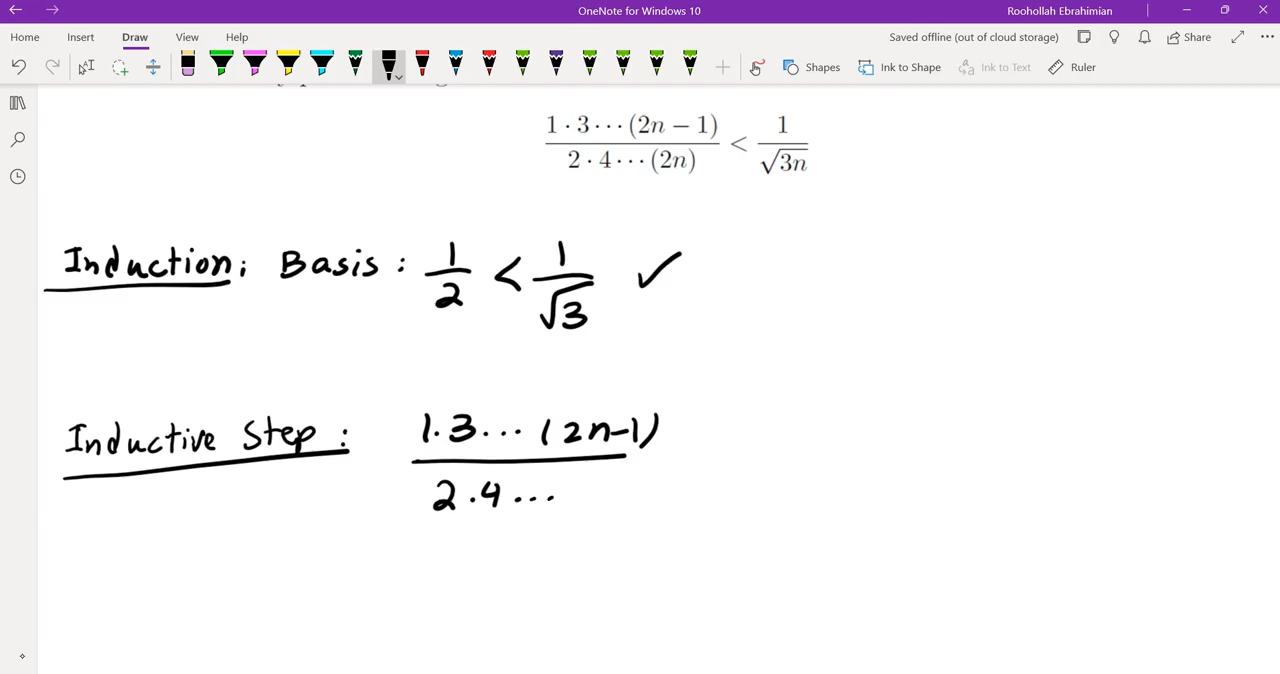 OneNote for Windows 10
Roohollah Ebrahimian
Home Insert Draw View Help
Saved offline (out of cloud storage) Share
Shapes Ink to Shape Ink to Text Ruler
1 · 3 ··· (2n − 1) / 2 · 4 ··· (2n) < 1 / √3n
Induction: Basis: 1/2 < 1/√3 ✓
Inductive Step: 1.3... (2n-1)
2.4...